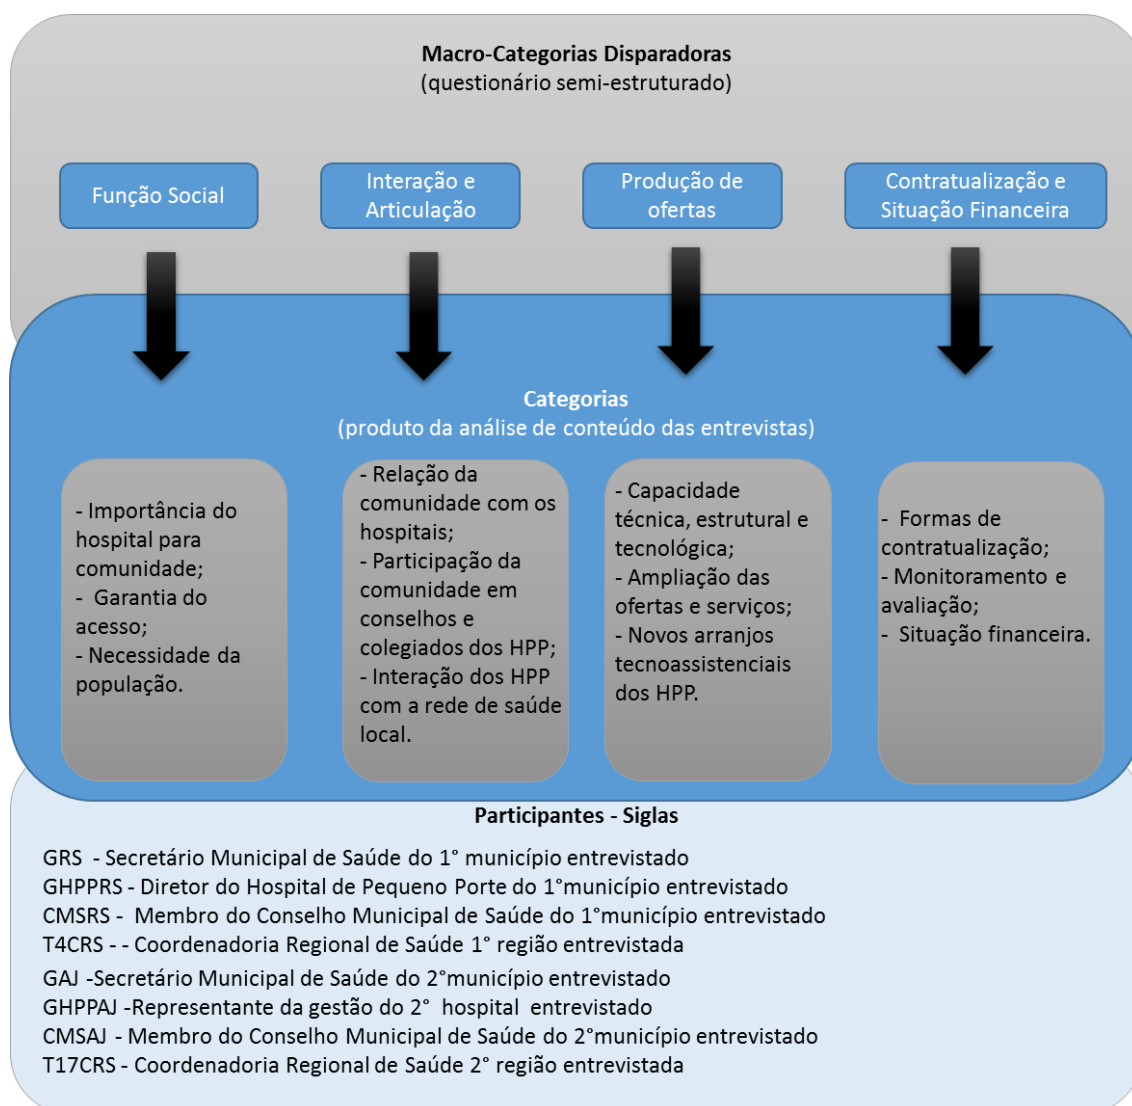 Macro-Categorias Disparadoras
(questionário semi-estruturado)
Função Social
Interação e
Articulação
Produção de
ofertas
Contratualização e
Situação Financeira
Categorias
(produto da análise de conteúdo das entrevistas)
- Importância do
hospital para
comunidade;
- Garantia do
acesso;
- Necessidade da
população.
- Relação da
comunidade com os
hospitais;
- Participação da
comunidade em
conselhos e
colegiados dos HPP;
- Interação dos HPP
com a rede de saúde
local.
- Capacidade
técnica, estrutural e
tecnológica;
- Ampliação das
ofertas e serviços;
- Novos arranjos
tecnoassistenciais
dos HPP.
- Formas de
contratualização;
- Monitoramento e
avaliação;
- Situação financeira.
Participantes - Siglas
GRS - Secretário Municipal de Saúde do 1° município entrevistado
GHPPRS - Diretor do Hospital de Pequeno Porte do 1°município entrevistado
CMSRS - Membro do Conselho Municipal de Saúde do 1°município entrevistado
T4CRS - - Coordenadoria Regional de Saúde 1° região entrevistada
GAJ -Secretário Municipal de Saúde do 2°município entrevistado
GHPPAJ -Representante da gestão do 2° hospital entrevistado
CMSAJ - Membro do Conselho Municipal de Saúde do 2°município entrevistado
T17CRS - Coordenadoria Regional de Saúde 2° região entrevistada